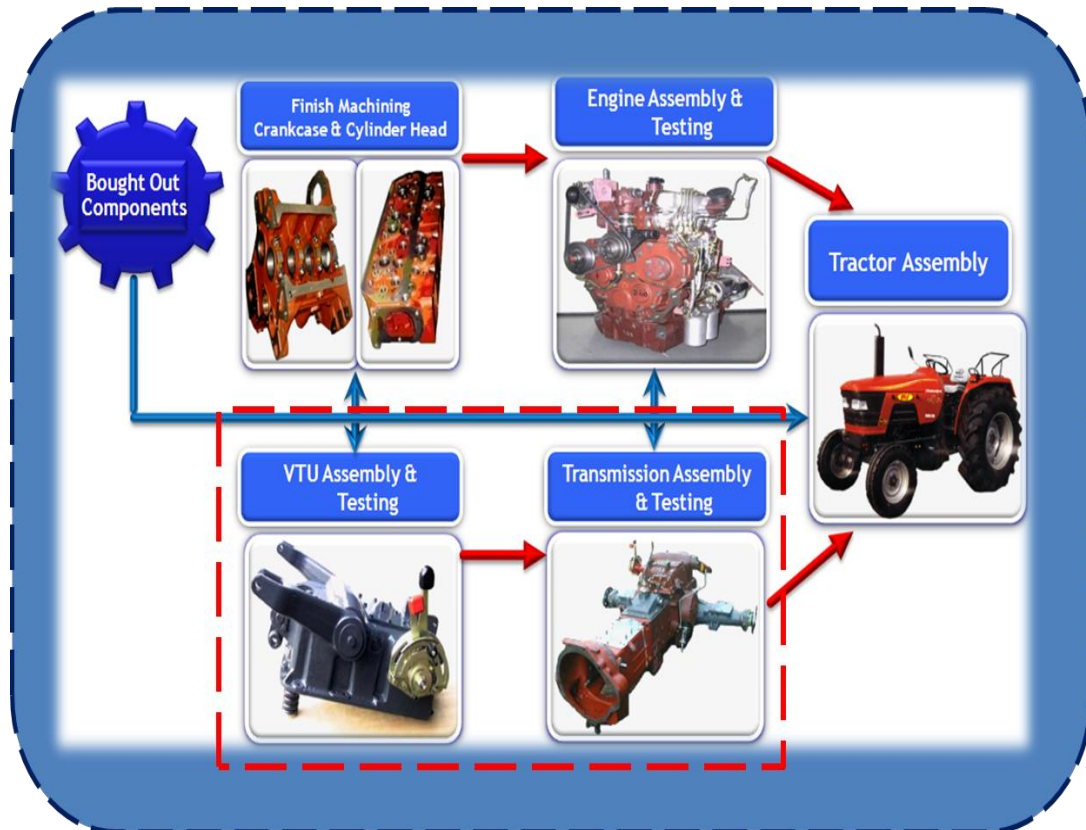 Bought Out
Components
Finish Machining
Crankcase & Cylinder Head
Engine Assembly &
Testing
Tractor Assembly
VTU Assembly &
Testing
Transmission Assembly
& Testing